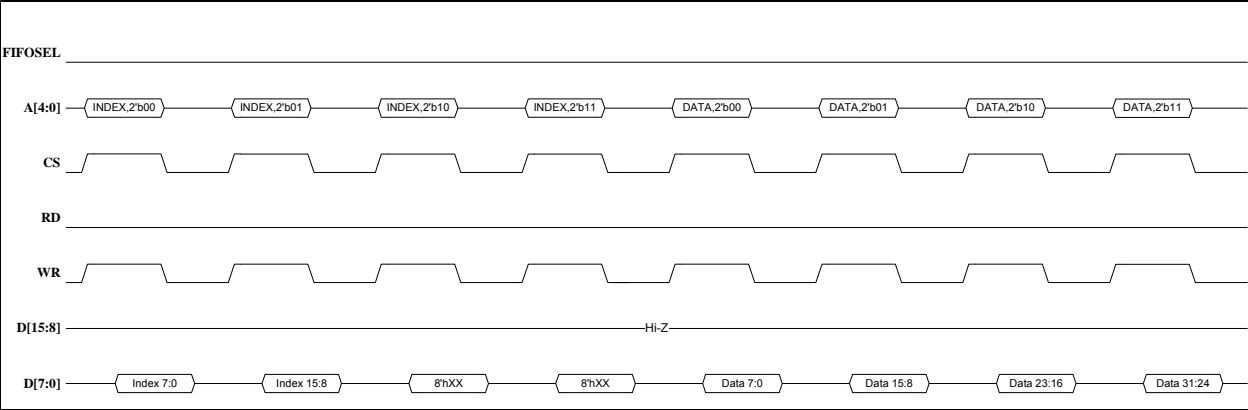 FIFOSEL
A[4:0] INDEX,2'b00 INDEX,2'b01 INDEX,2'b10 INDEX,2'b11 DATA,2'b00 DATA,2'b01 DATA,2'b10 DATA,2'b11
CS
RD
WR
D[15:8] Hi-Z
D[7:0] Index 7:0 Index 15:8 8'hXX 8'hXX Data 7:0 Data 15:8 Data 23:16 Data 31:24